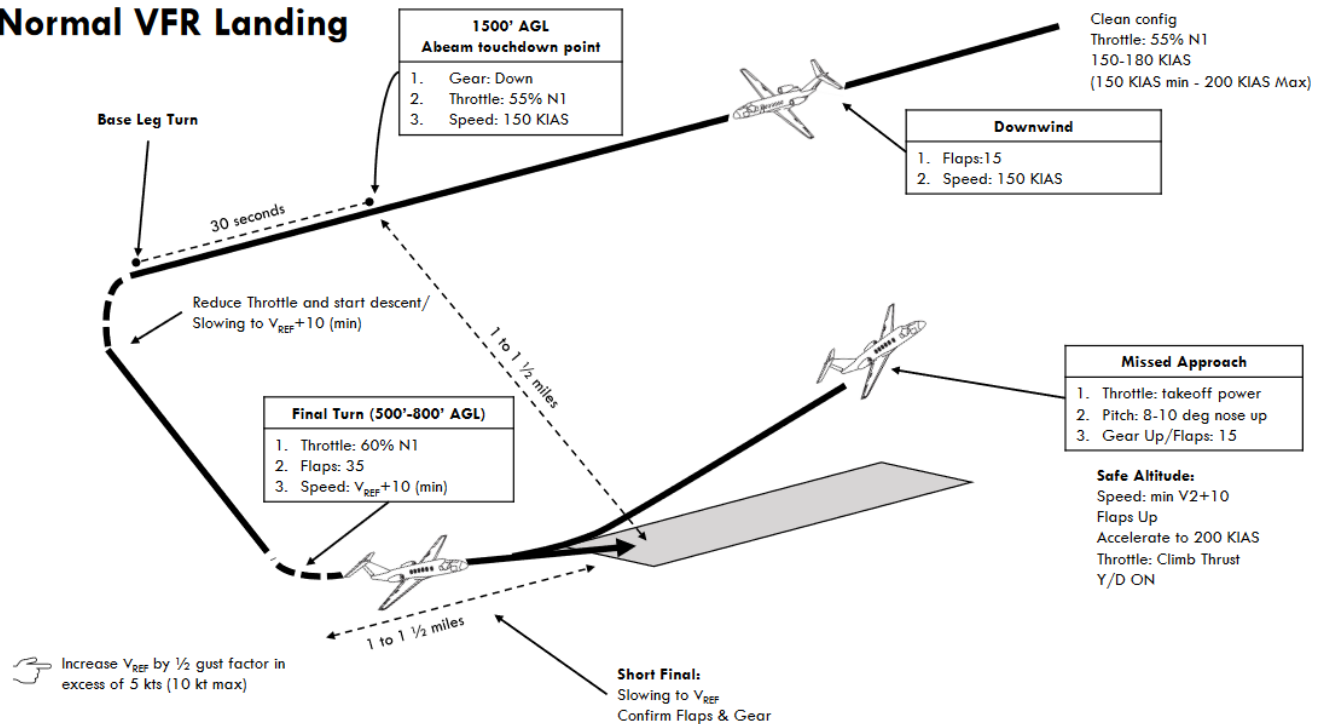 Normal VFR Landing
1500' AGL
Abeam touchdown point
1. Gear: Down
2. Throttle: 55% N1
3. Speed: 150 KIAS
Clean config
Throttle: 55% N1
150-180 KIAS
(150 KIAS min - 200 KIAS Max)
Base Leg Turn
Downwind
1. Flaps:15
2. Speed: 150 KIAS
30 seconds
Reduce Throttle and start descent/
Slowing to VREF+10 (min)
1 to 1 ½ miles
Missed Approach
1. Throttle: takeoff power
2. Pitch: 8-10 deg nose up
3. Gear Up/Flaps: 15
Final Turn (500'-800' AGL)
1. Throttle: 60% N1
2. Flaps: 35
3. Speed: VREF+10 (min)
Safe Altitude:
Speed: min V2+10
Flaps Up
Accelerate to 200 KIAS
Throttle: Climb Thrust
Y/D ON
1 to 1 ½ miles
Increase VREF by ½ gust factor in
excess of 5 kts (10 kt max)
Short Final:
Slowing to VREF
Confirm Flaps & Gear